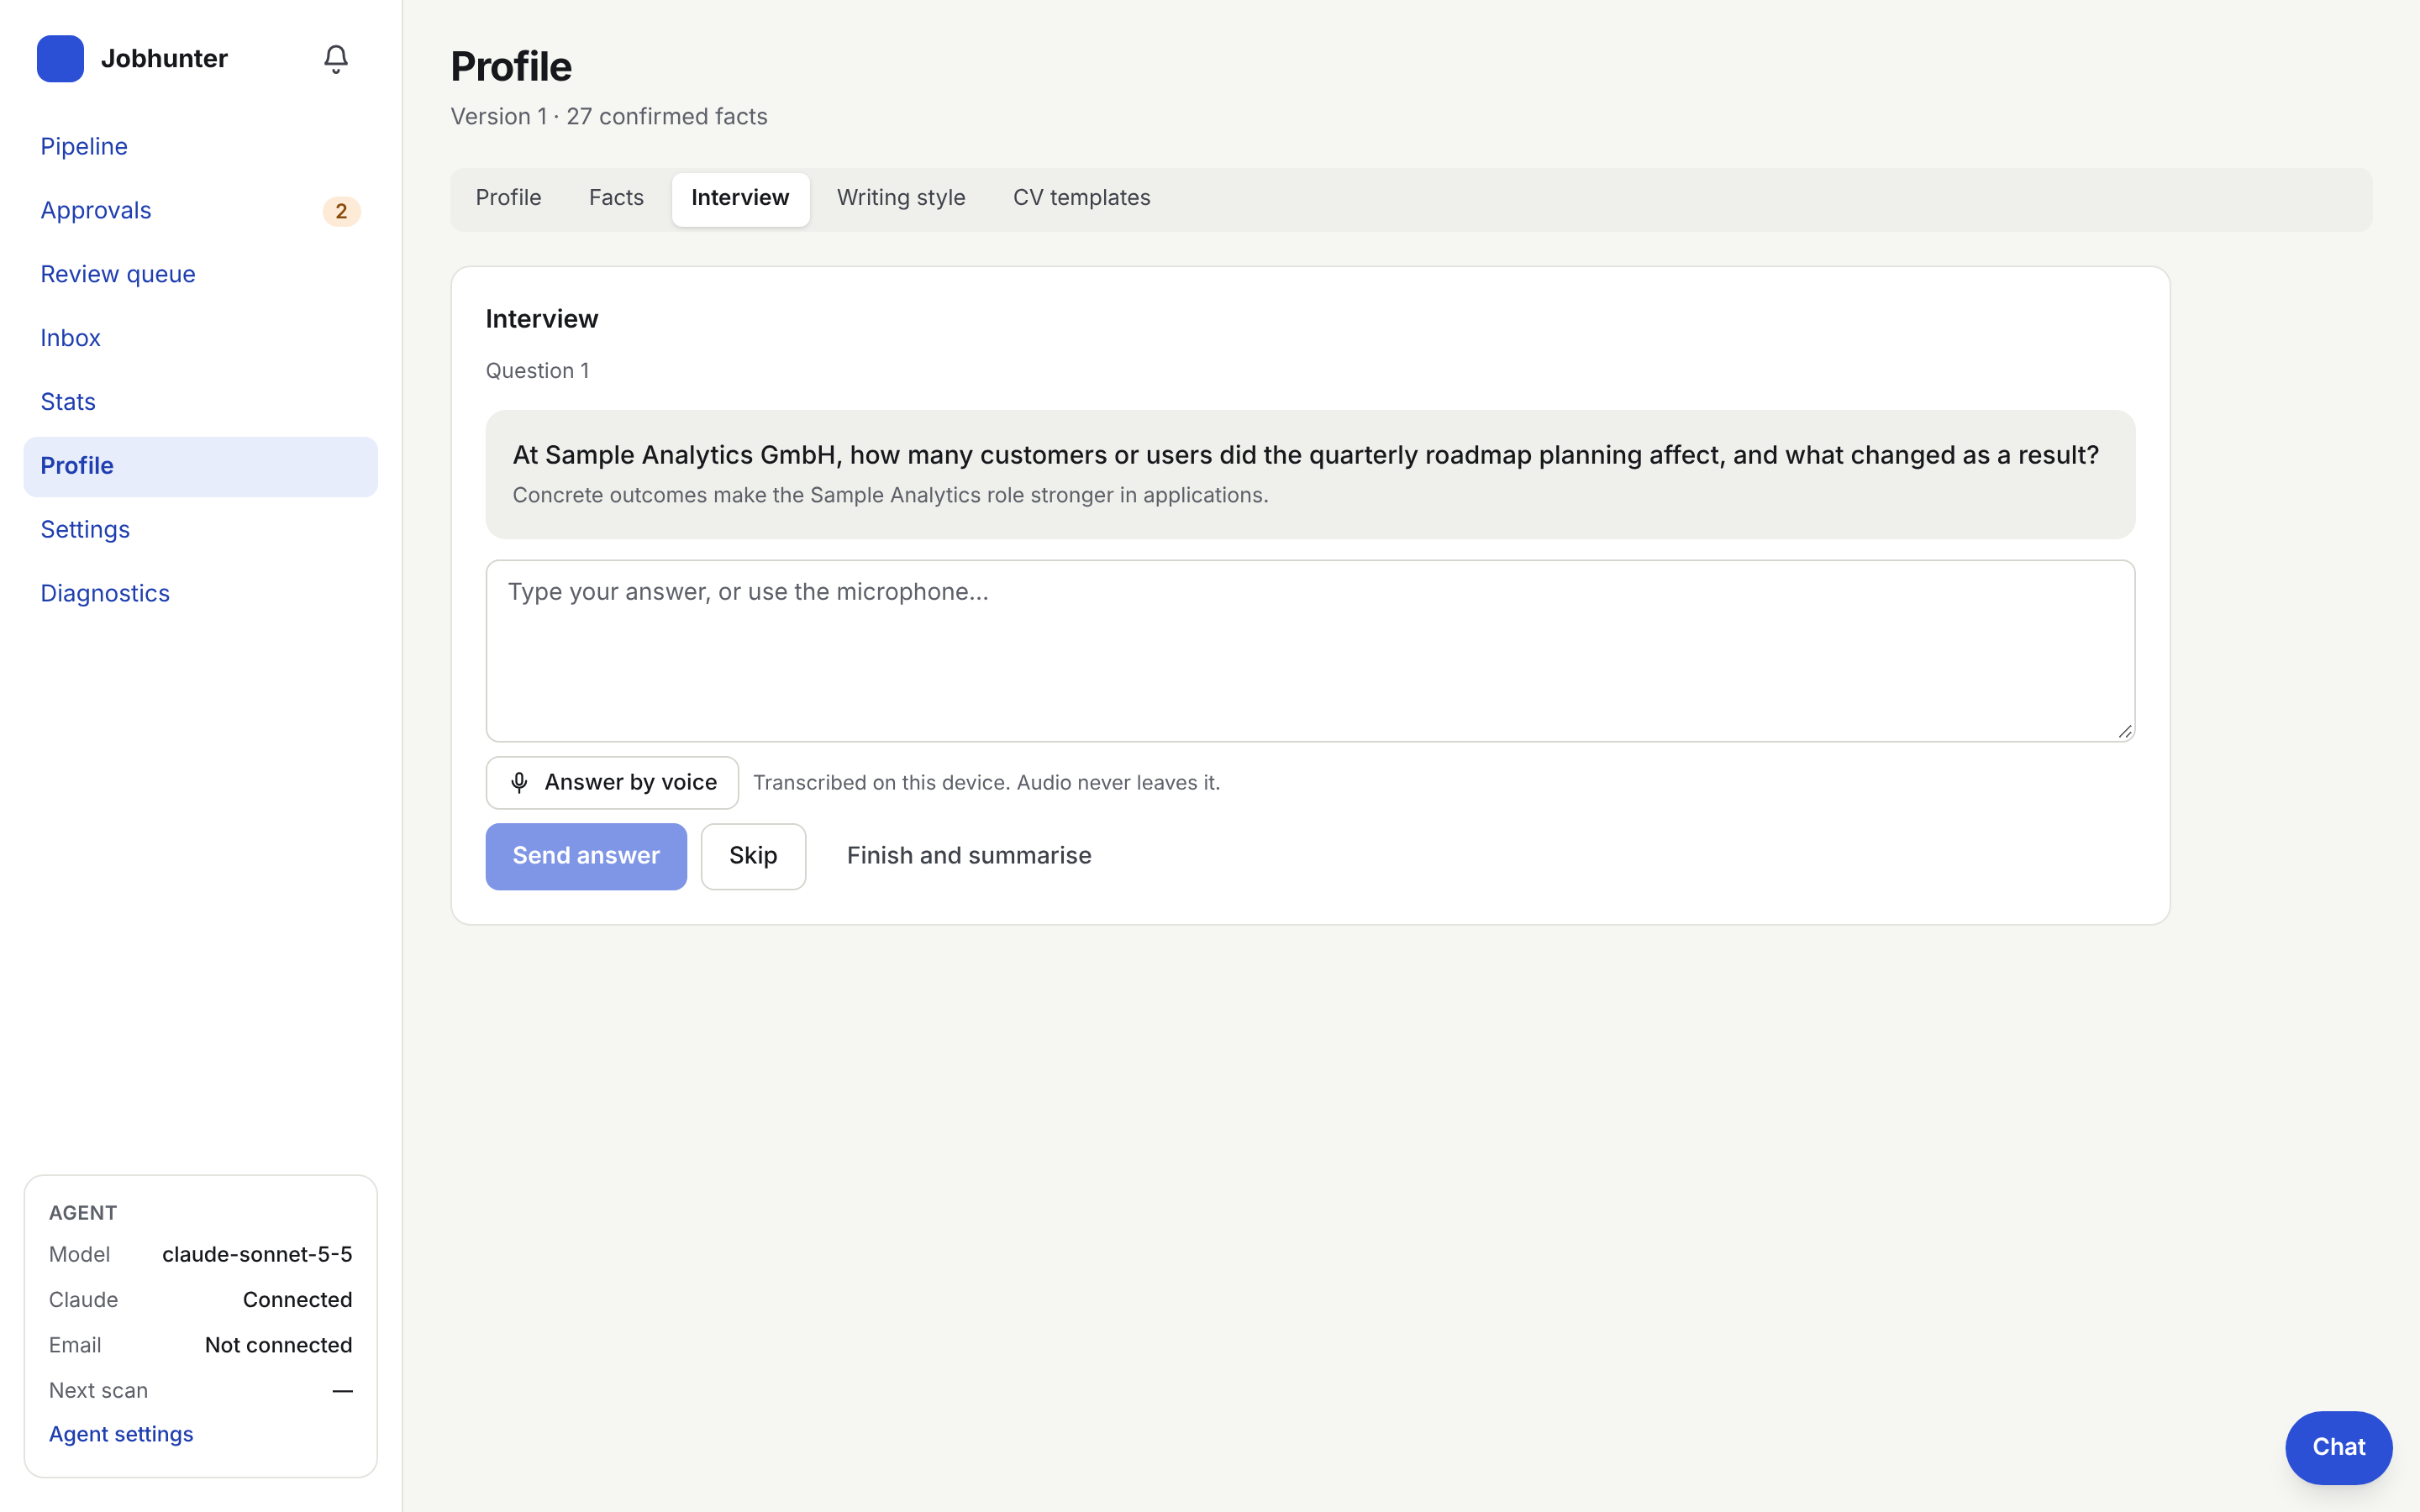 Jobhunter
Pipeline
Approvals 2
Review queue
Inbox
Stats
Profile
Settings
Diagnostics
AGENT
Model claude-sonnet-5-5
Claude Connected
Email Not connected
Next scan —
Agent settings
Profile
Version 1 · 27 confirmed facts
Profile Facts Interview Writing style CV templates
Interview
Question 1
At Sample Analytics GmbH, how many customers or users did the quarterly roadmap planning affect, and what changed as a result?
Concrete outcomes make the Sample Analytics role stronger in applications.
Type your answer, or use the microphone...
Answer by voice Transcribed on this device. Audio never leaves it.
Send answer Skip Finish and summarise
Chat